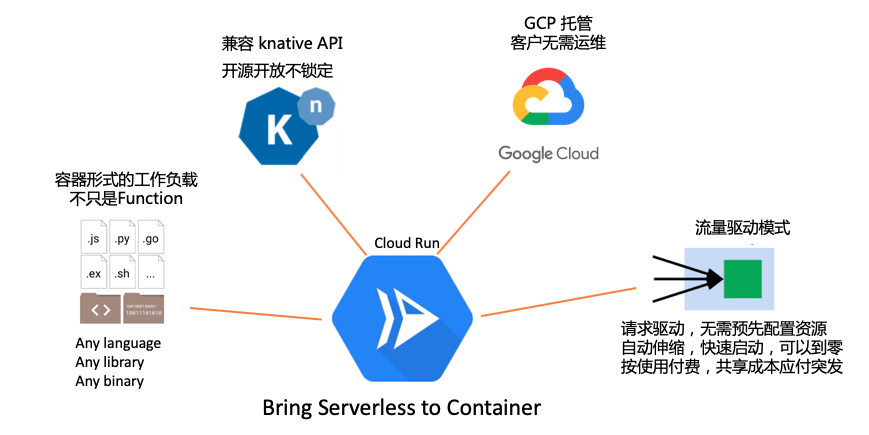 兼容 knative API
开源开放不锁定
n
K
GCP 托管
客户无需运维
Google Cloud
容器形式的工作负载
不只是Function
.js .py .go
.ex .sh ...
Any language
Any library
Any binary
Cloud Run
流量驱动模式
请求驱动，无需预先配置资源
自动伸缩，快速启动，可以到零
按使用付费，共享成本应付突发
Bring Serverless to Container